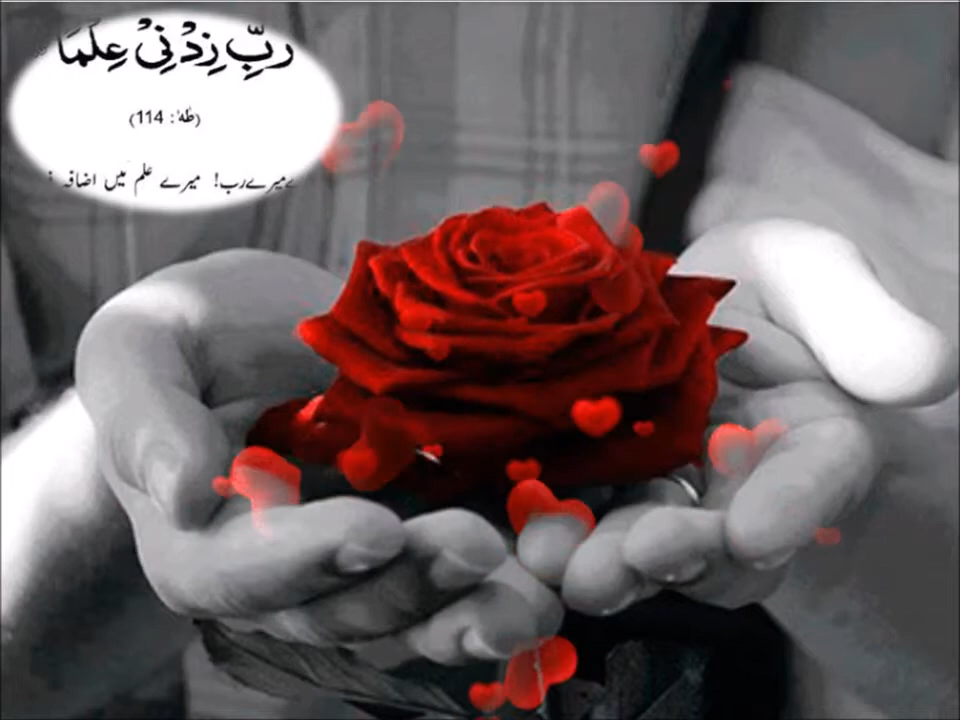 رَبِّ زِدْنِیْ عِلْمًا
(طٰهٰ: 114)
میرے رب! میرے علم میں اضافہ